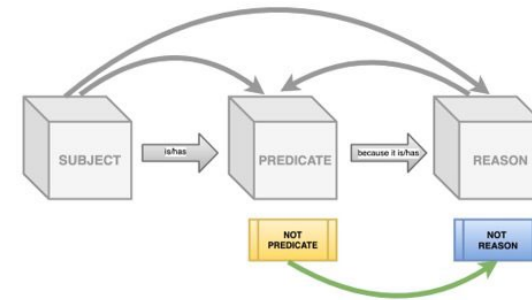 SUBJECT
is/has
PREDICATE
because it is/has
REASON
NOT
PREDICATE
NOT
REASON